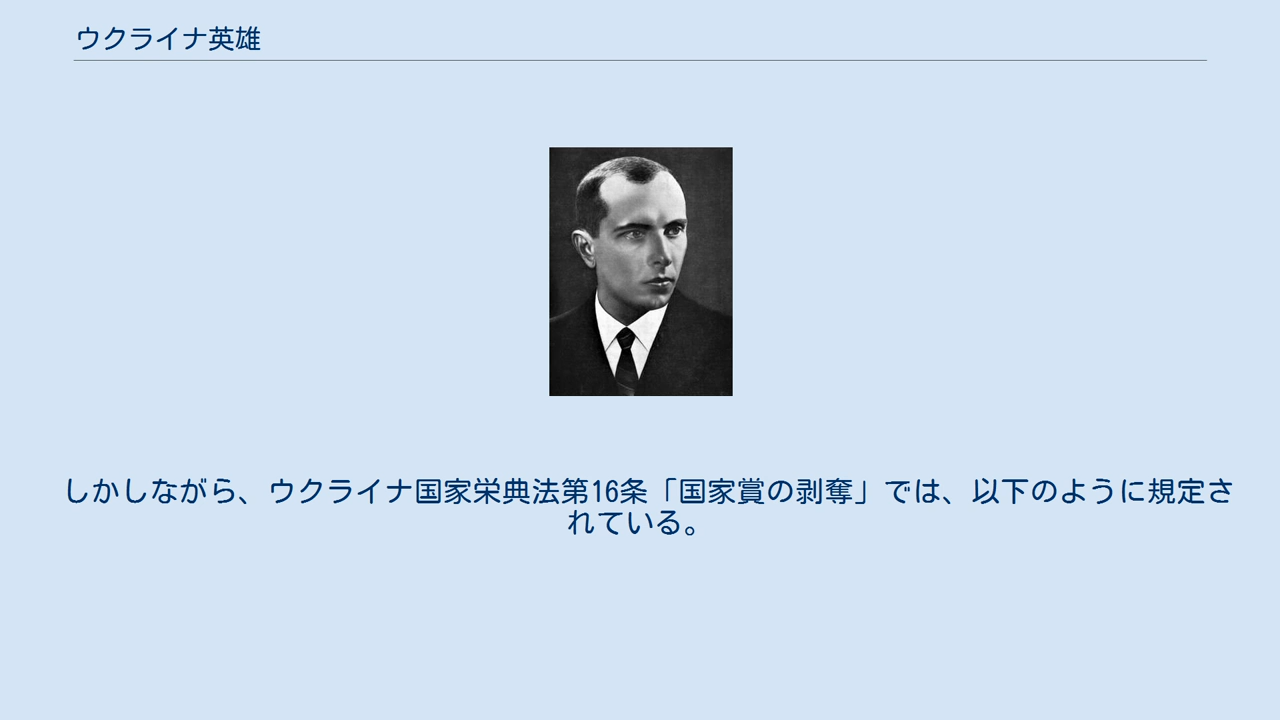 ウクライナ英雄
しかしながら、ウクライナ国家栄典法第16条「国家賞の剥奪」では、以下のように規定さ
れている。